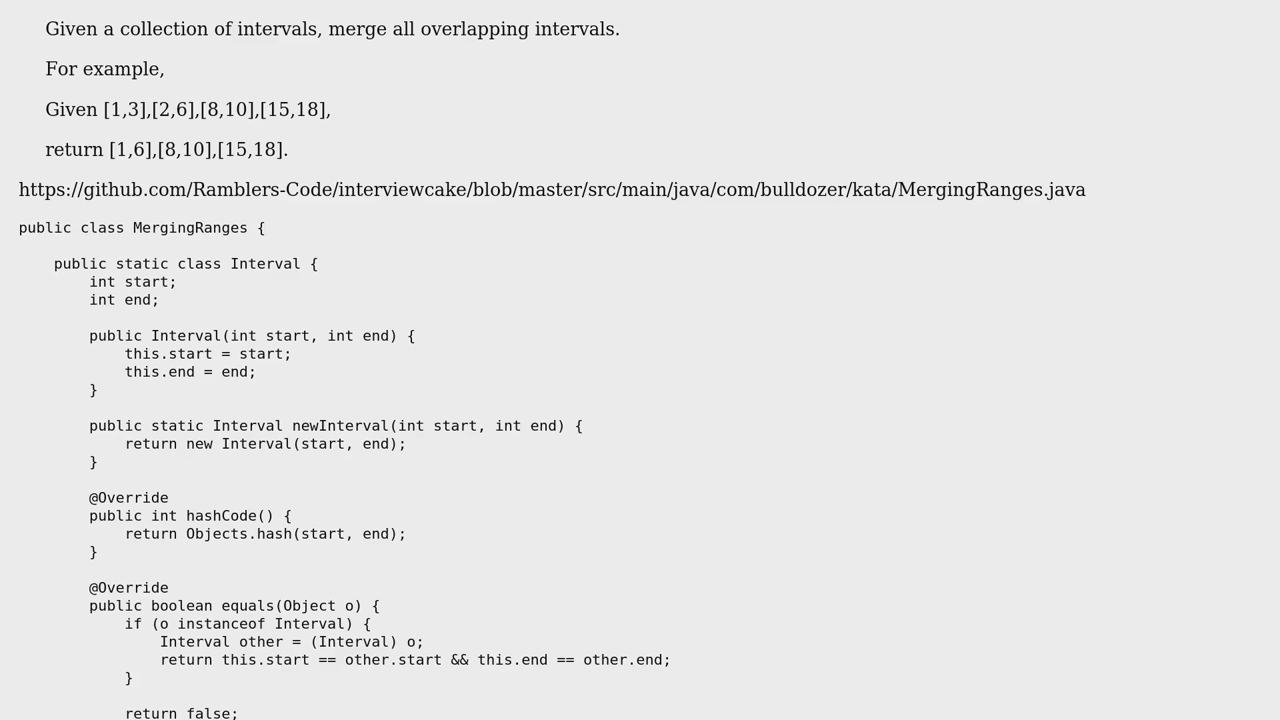 Given a collection of intervals, merge all overlapping intervals.
For example,
Given [1,3],[2,6],[8,10],[15,18],
return [1,6],[8,10],[15,18].
https://github.com/Ramblers-Code/interviewcake/blob/master/src/main/java/com/bulldozer/kata/MergingRanges.java
public class MergingRanges {
    public static class Interval {
        int start;
        int end;
        public Interval(int start, int end) {
            this.start = start;
            this.end = end;
        }
        public static Interval newInterval(int start, int end) {
            return new Interval(start, end);
        }
        @Override
        public int hashCode() {
            return Objects.hash(start, end);
        }
        @Override
        public boolean equals(Object o) {
            if (o instanceof Interval) {
                Interval other = (Interval) o;
                return this.start == other.start && this.end == other.end;
            }
            return false;